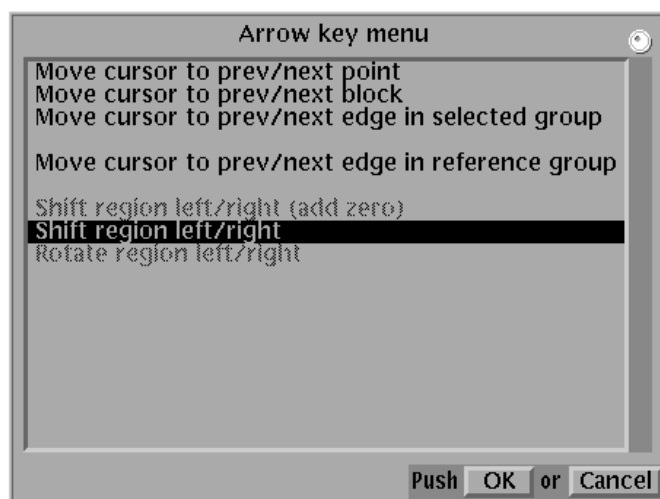 Arrow key menu
Move cursor to prev/next point
Move cursor to prev/next block
Move cursor to prev/next edge in selected group
Move cursor to prev/next edge in reference group
Shift region left/right (add zero)
Shift region left/right
Rotate region left/right
Push OK or Cancel